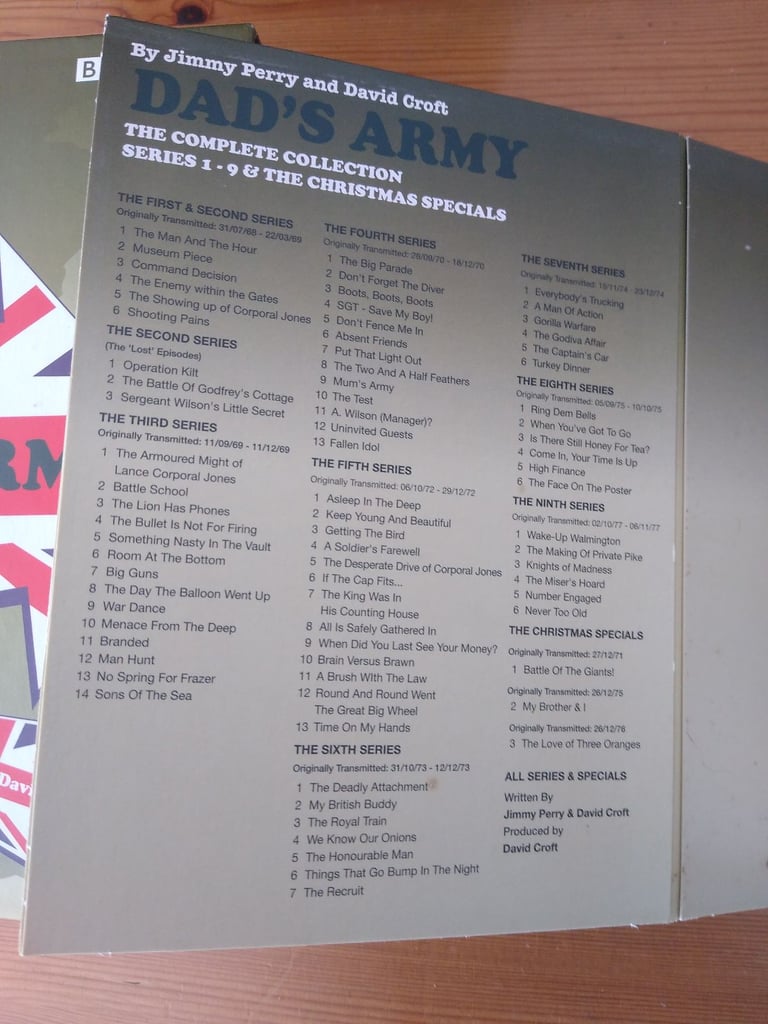 B
By Jimmy Perry and David Croft
DAD'S ARMY
THE COMPLETE COLLECTION
SERIES 1 - 9 & THE CHRISTMAS SPECIALS
THE FIRST & SECOND SERIES
Originally Transmitted: 31/07/68 - 22/03/69
1 The Man And The Hour
2 Museum Piece
3 Command Decision
4 The Enemy within the Gates
5 The Showing up of Corporal Jones
6 Shooting Pains
THE SECOND SERIES
(The 'Lost' Episodes)
1 Operation Kilt
2 The Battle Of Godfrey's Cottage
3 Sergeant Wilson's Little Secret
THE THIRD SERIES
Originally Transmitted: 11/09/69 - 11/12/69
1 The Armoured Might of
Lance Corporal Jones
2 Battle School
3 The Lion Has Phones
4 The Bullet Is Not For Firing
5 Something Nasty In The Vault
6 Room At The Bottom
7 Big Guns
8 The Day The Balloon Went Up
9 War Dance
10 Menace From The Deep
11 Branded
12 Man Hunt
13 No Spring For Frazer
14 Sons Of The Sea
THE FOURTH SERIES
Originally Transmitted: 26/09/70 - 18/12/70
1 The Big Parade
2 Don't Forget The Diver
3 Boots, Boots, Boots
4 SGT - Save My Boy!
5 Don't Fence Me In
6 Absent Friends
7 Put That Light Out
8 The Two And A Half Feathers
9 Mum's Army
10 The Test
11 A. Wilson (Manager)?
12 Uninvited Guests
13 Fallen Idol
THE FIFTH SERIES
Originally Transmitted: 06/10/72 - 29/12/72
1 Asleep In The Deep
2 Keep Young And Beautiful
3 Getting The Bird
4 A Soldier's Farewell
5 The Desperate Drive of Corporal Jones
6 If The Cap Fits...
7 The King Was In
His Counting House
8 All Is Safely Gathered In
9 When Did You Last See Your Money?
10 Brain Versus Brawn
11 A Brush With The Law
12 Round And Round Went
The Great Big Wheel
13 Time On My Hands
THE SIXTH SERIES
Originally Transmitted: 31/10/73 - 12/12/73
1 The Deadly Attachment
2 My British Buddy
3 The Royal Train
4 We Know Our Onions
5 The Honourable Man
6 Things That Go Bump In The Night
7 The Recruit
THE SEVENTH SERIES
Originally Transmitted: 15/11/74 - 23/12/74
1 Everybody's Trucking
2 A Man Of Action
3 Gorilla Warfare
4 The Godiva Affair
5 The Captain's Car
6 Turkey Dinner
THE EIGHTH SERIES
Originally Transmitted: 05/09/75 - 10/10/75
1 Ring Dem Bells
2 When You've Got To Go
3 Is There Still Honey For Tea?
4 Come In, Your Time Is Up
5 High Finance
6 The Face On The Poster
THE NINTH SERIES
Originally Transmitted: 02/10/77 - 06/11/77
1 Wake-Up Walmington
2 The Making Of Private Pike
3 Knights of Madness
4 The Miser's Hoard
5 Number Engaged
6 Never Too Old
THE CHRISTMAS SPECIALS
Originally Transmitted: 27/12/71
1 Battle Of The Giants!
Originally Transmitted: 26/12/75
2 My Brother & I
Originally Transmitted: 26/12/76
3 The Love of Three Oranges
ALL SERIES & SPECIALS
Written By
Jimmy Perry & David Croft
Produced by
David Croft
RM
Davi